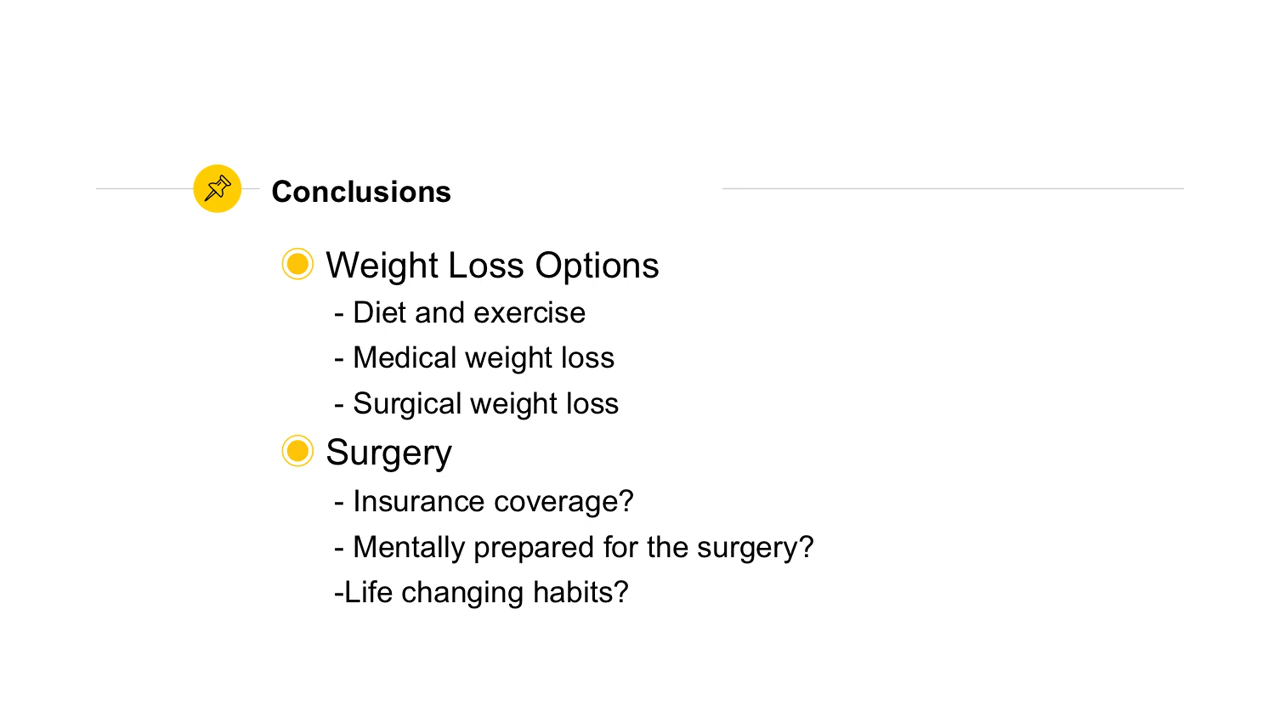 Conclusions
Weight Loss Options
- Diet and exercise
- Medical weight loss
- Surgical weight loss
Surgery
- Insurance coverage?
- Mentally prepared for the surgery?
-Life changing habits?